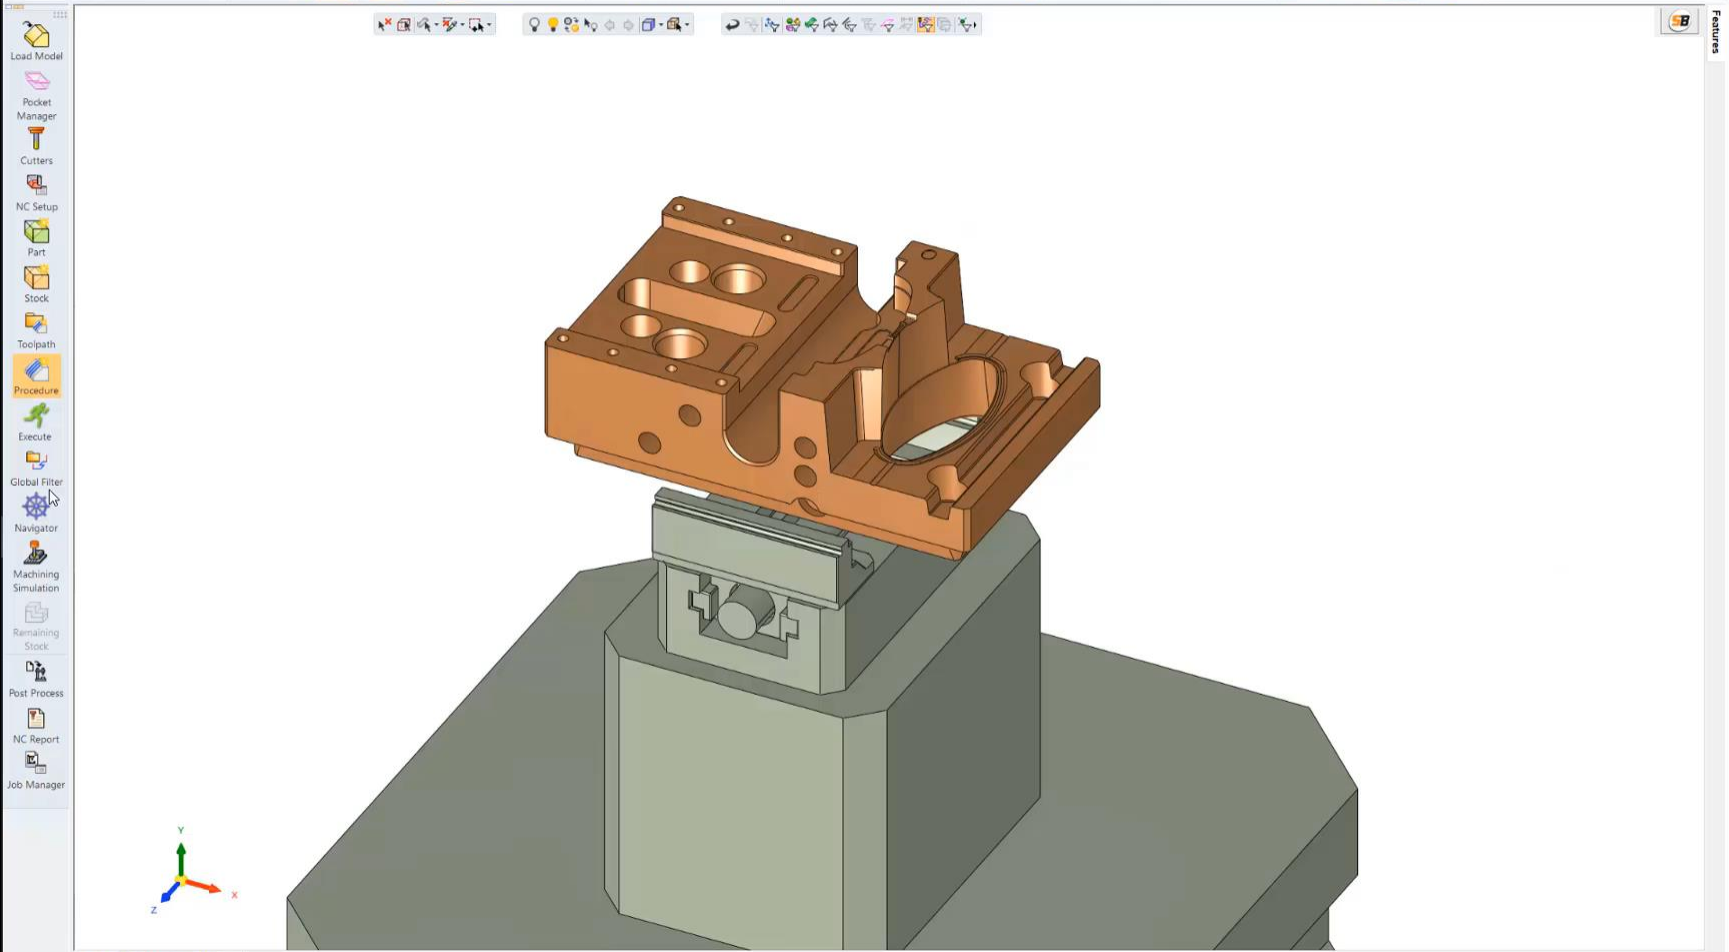 Load Model
Pocket
Manager
Cutters
NC Setup
Part
Stock
Toolpath
Procedure
Execute
Global Filter
Navigator
Machining
Simulation
Remaining
Stock
Post Process
NC Report
Job Manager
SB
Features
Y
X
Z